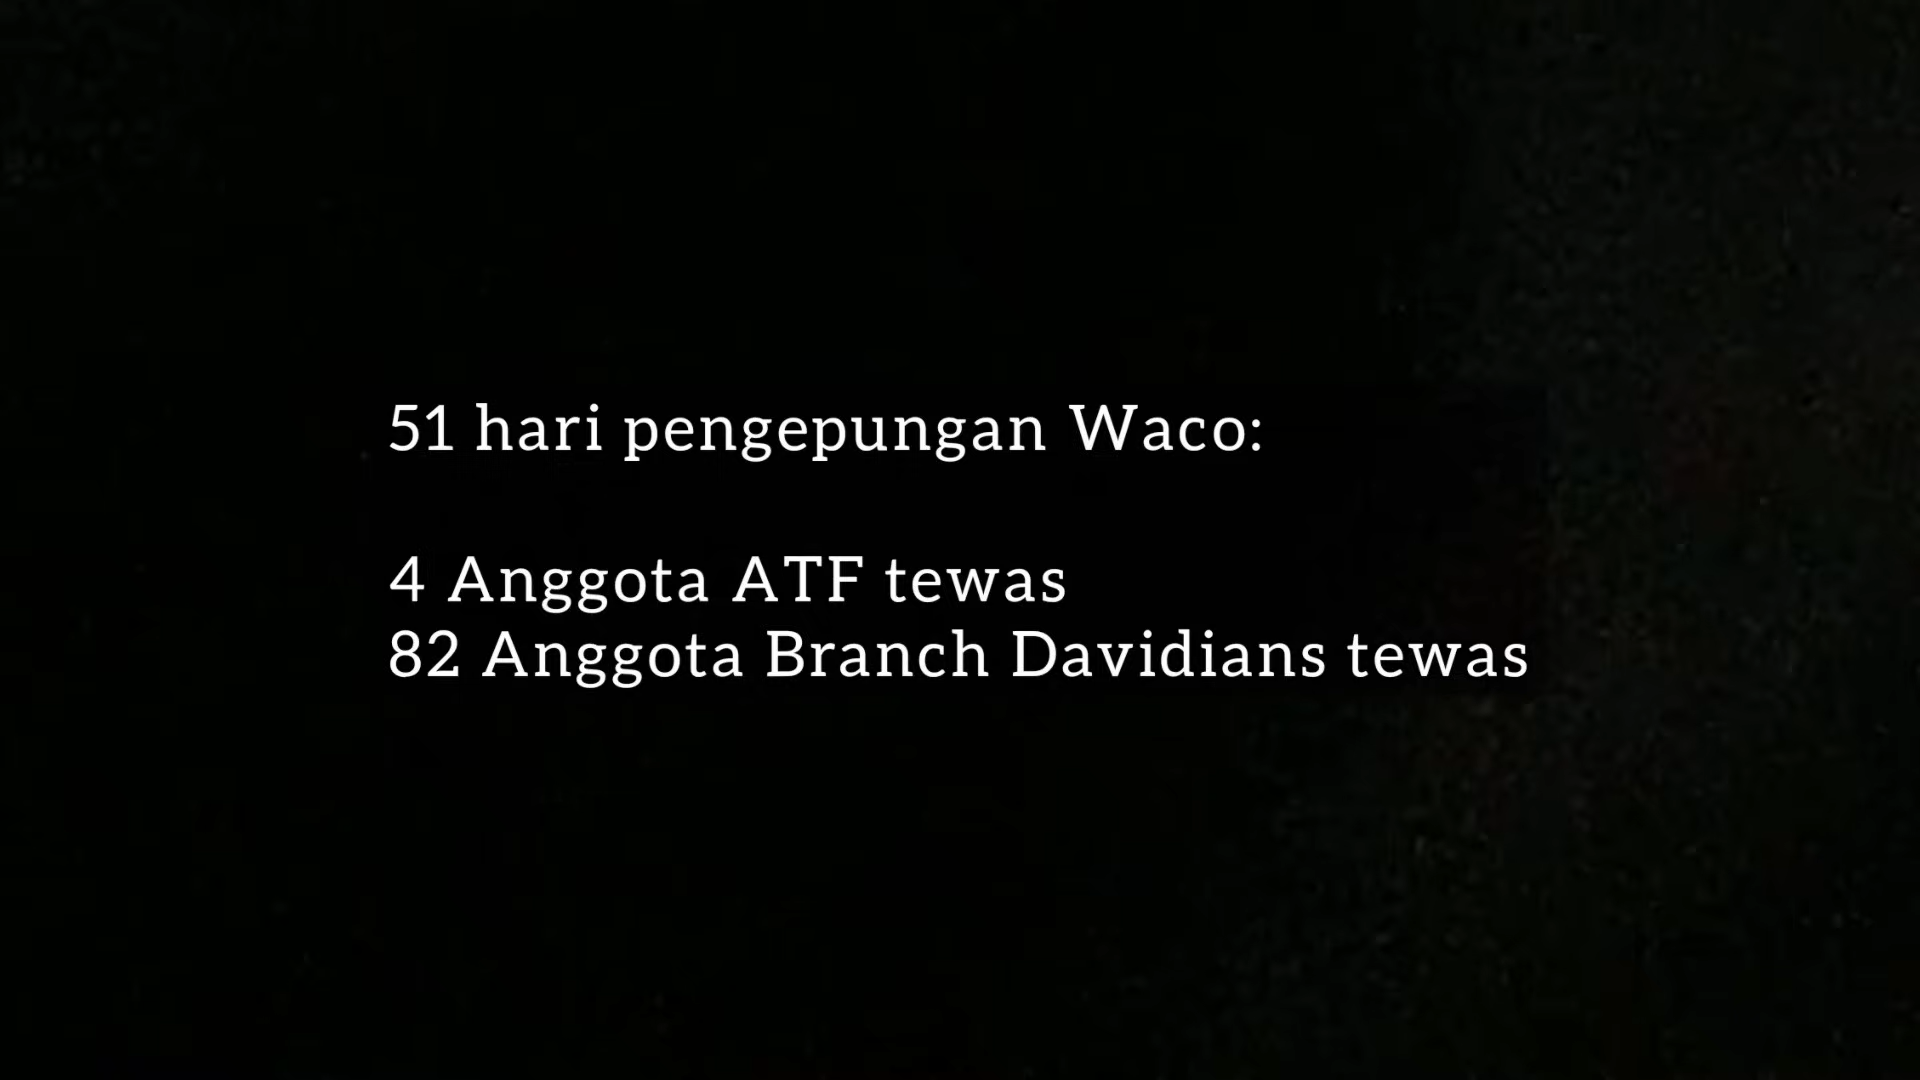 51 hari pengepungan Waco:
4 Anggota ATF tewas
82 Anggota Branch Davidians tewas